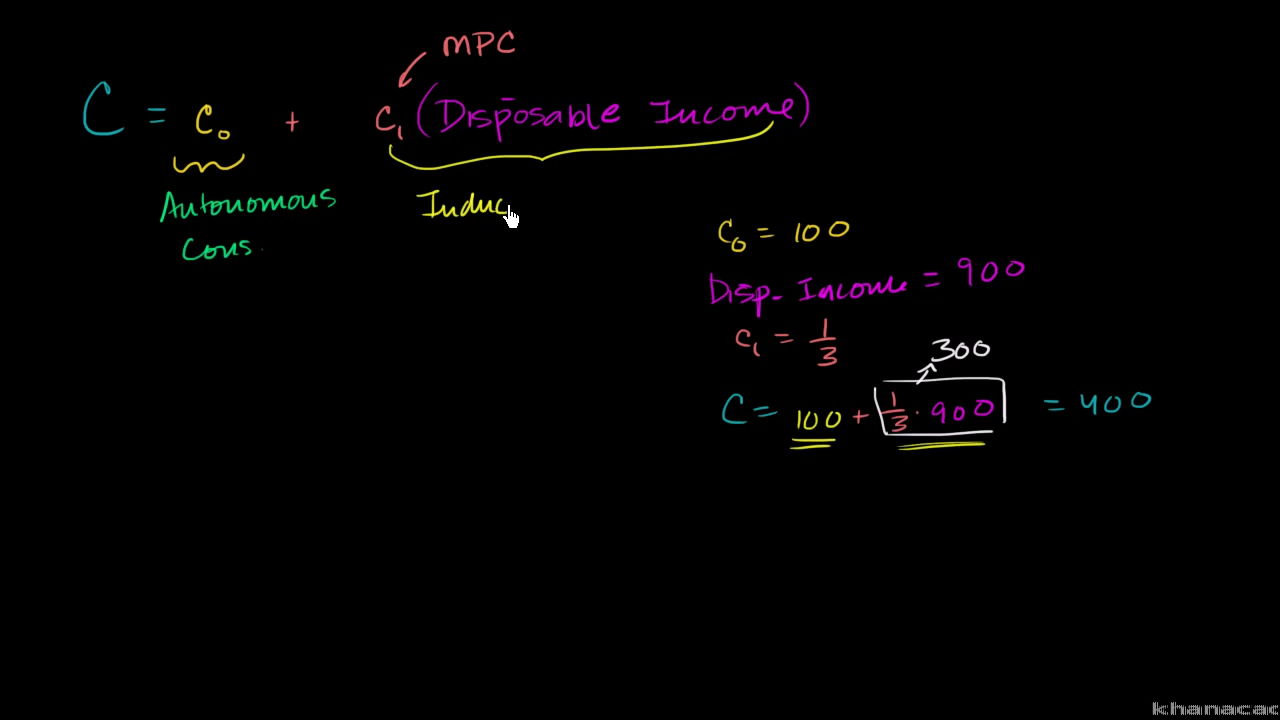 MPC
C = C₀ + C₁ (Disposable Income)
Autonomous Induc
Cons.
C₀ = 100
Disp. Income = 900
C₁ = 1/3
300
C = 100 + 1/3 · 900 = 400
khanacad